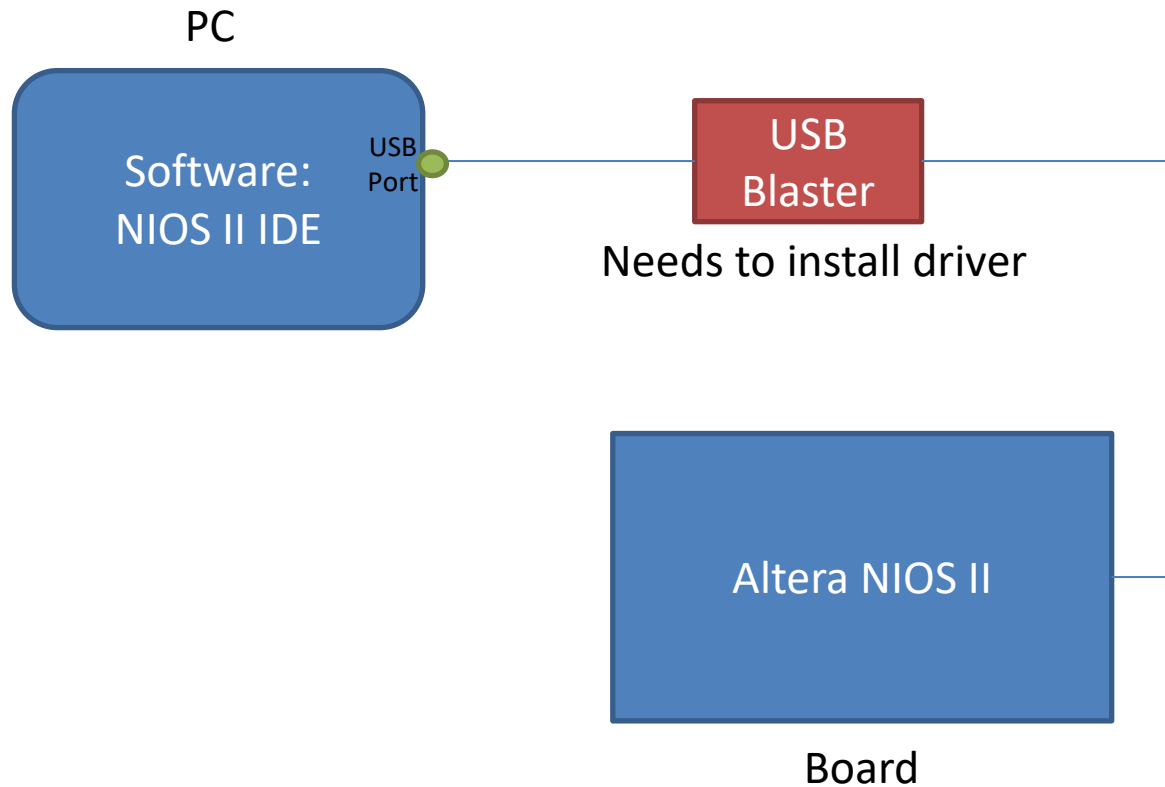 PC
Software:
NIOS II IDE
USB
Port
USB
Blaster
Needs to install driver
Altera NIOS II
Board